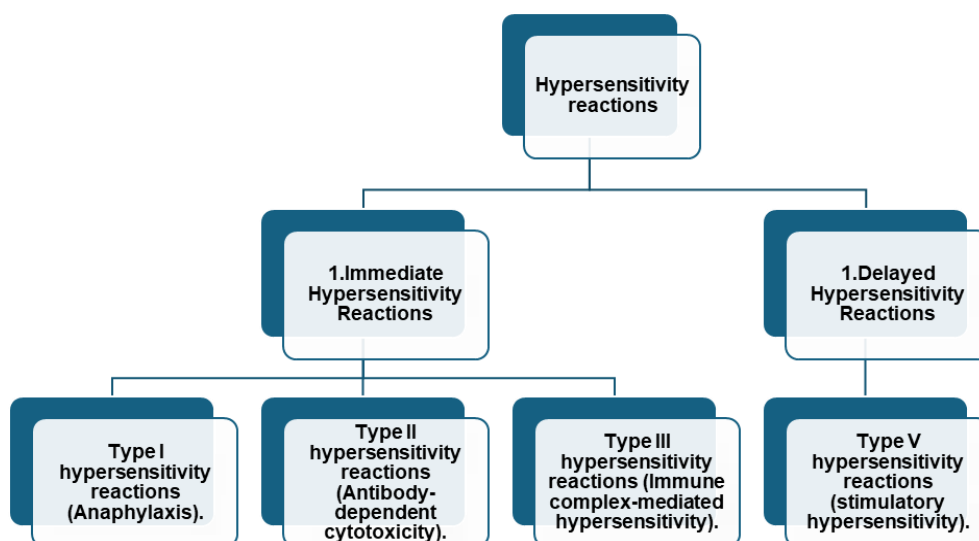 Hypersensitivity
reactions
1.Immediate
Hypersensitivity
Reactions
1.Delayed
Hypersensitivity
Reactions
Type I
hypersensitivity
reactions
(Anaphylaxis).
Type II
hypersensitivity
reactions
(Antibody-
dependent
cytotoxicity).
Type III
hypersensitivity
reactions (Immune
complex-mediated
hypersensitivity).
Type V
hypersensitivity
reactions
(stimulatory
hypersensitivity).